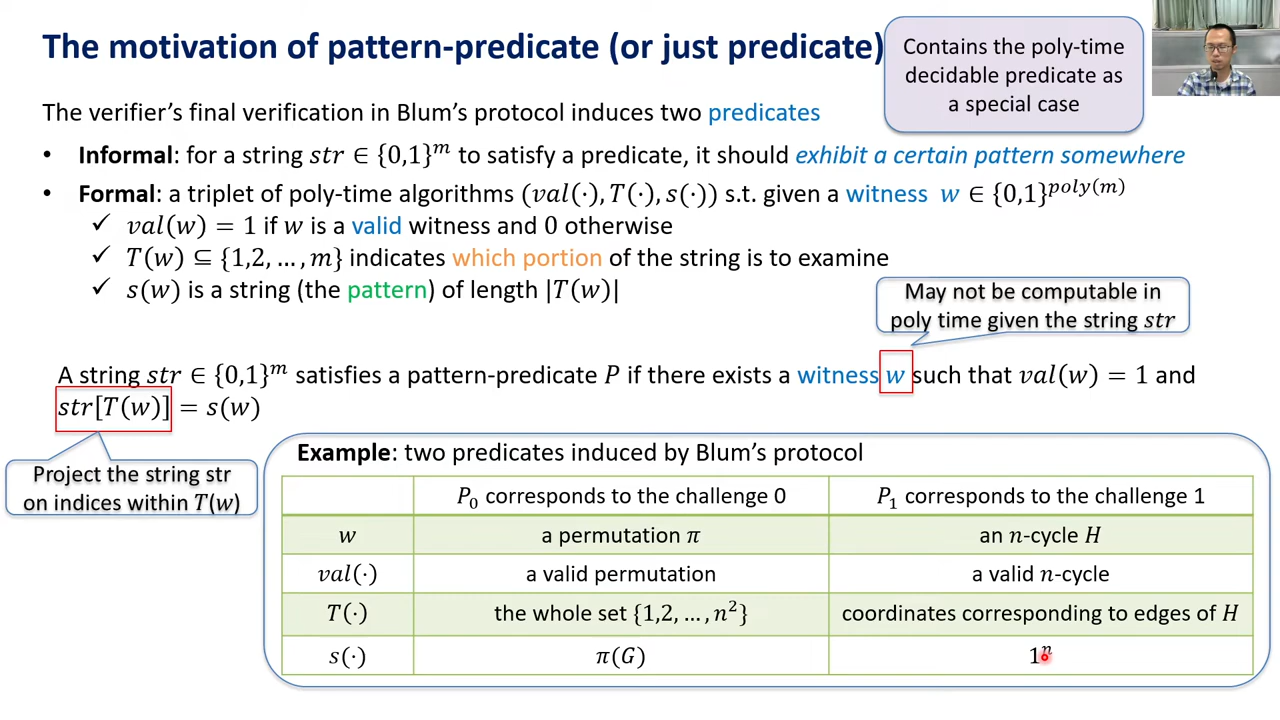 The motivation of pattern-predicate (or just predicate)
Contains the poly-time
decidable predicate as
a special case
The verifier’s final verification in Blum’s protocol induces two predicates
• Informal: for a string 𝑠𝑡𝑟 ∈ {0,1}^𝑚 to satisfy a predicate, it should exhibit a certain pattern somewhere
• Formal: a triplet of poly-time algorithms (𝑣𝑎𝑙(·), 𝑇(·), 𝑠(·)) s.t. given a witness 𝑤 ∈ {0,1}^𝑝𝑜𝑙𝑦(𝑚)
✓ 𝑣𝑎𝑙(𝑤) = 1 if 𝑤 is a valid witness and 0 otherwise
✓ 𝑇(𝑤) ⊆ {1,2, … , 𝑚} indicates which portion of the string is to examine
✓ 𝑠(𝑤) is a string (the pattern) of length |𝑇(𝑤)|
May not be computable in
poly time given the string 𝑠𝑡𝑟
A string 𝑠𝑡𝑟 ∈ {0,1}^𝑚 satisfies a pattern-predicate 𝑃 if there exists a witness 𝑤 such that 𝑣𝑎𝑙(𝑤) = 1 and
𝑠𝑡𝑟[𝑇(𝑤)] = 𝑠(𝑤)
Project the string str
on indices within 𝑇(𝑤)
Example: two predicates induced by Blum’s protocol
𝑃₀ corresponds to the challenge 0 𝑃₁ corresponds to the challenge 1
𝑤 a permutation 𝜋 an 𝑛-cycle 𝐻
𝑣𝑎𝑙(·) a valid permutation a valid 𝑛-cycle
𝑇(·) the whole set {1,2, … , 𝑛²} coordinates corresponding to edges of 𝐻
𝑠(·) 𝜋(𝐺) 1^𝑛